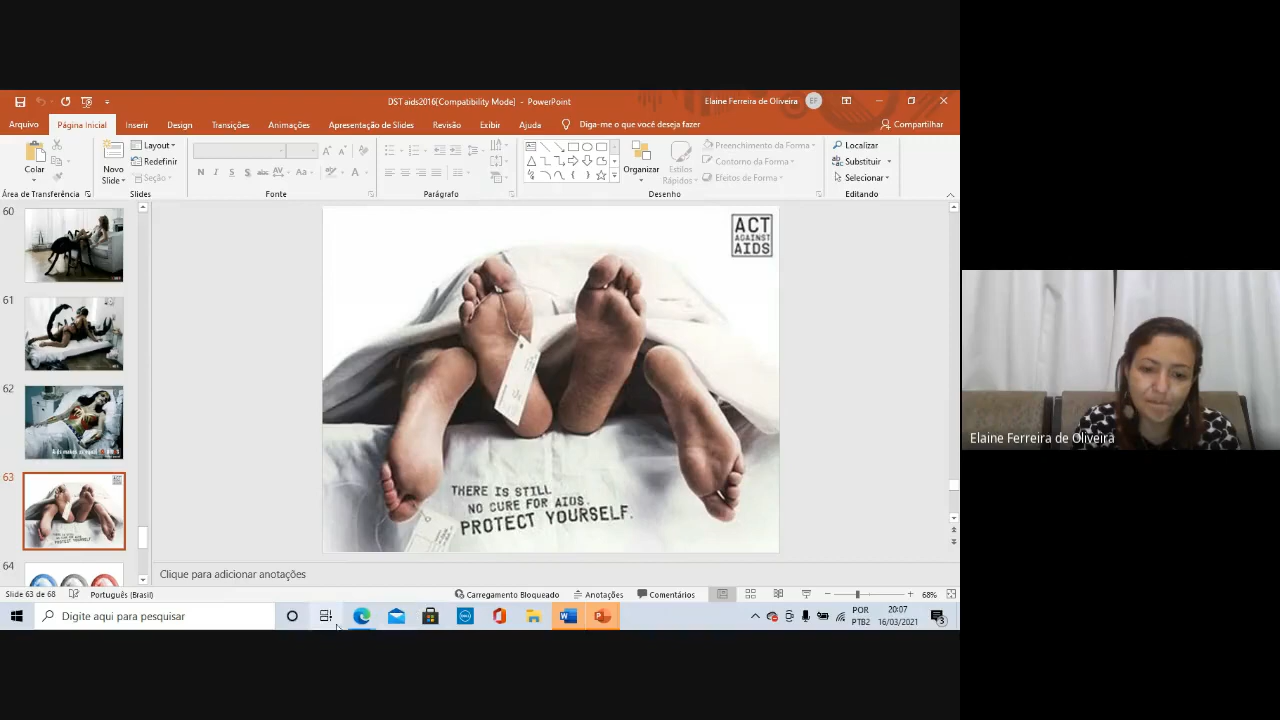 DST aids2016[Compatibility Mode] - PowerPoint
Elaine Ferreira de Oliveira
EF
Arquivo
Página Inicial
Inserir
Design
Transições
Animações
Apresentação de Slides
Revisão
Exibir
Ajuda
Diga-me o que você deseja fazer
Compartilhar
Colar
Novo
Slide
Layout
Redefinir
Seção
N I S S abc AV Aa A
Organizar
Estilos
Rápidos
Preenchimento da Forma
Contorno da Forma
Efeitos de Forma
Localizar
Substituir
Selecionar
Área de Transferência
Slides
Fonte
Parágrafo
Desenho
Editando
60
61
62
63
64
ACT
AGAINST
AIDS
THERE IS STILL
NO CURE FOR AIDS.
PROTECT YOURSELF.
Elaine Ferreira de Oliveira
Clique para adicionar anotações
Slide 63 de 68
Português (Brasil)
Carregamento Bloqueado
Anotações
Comentários
68%
Digite aqui para pesquisar
POR
PTB2
20:07
16/03/2021
3